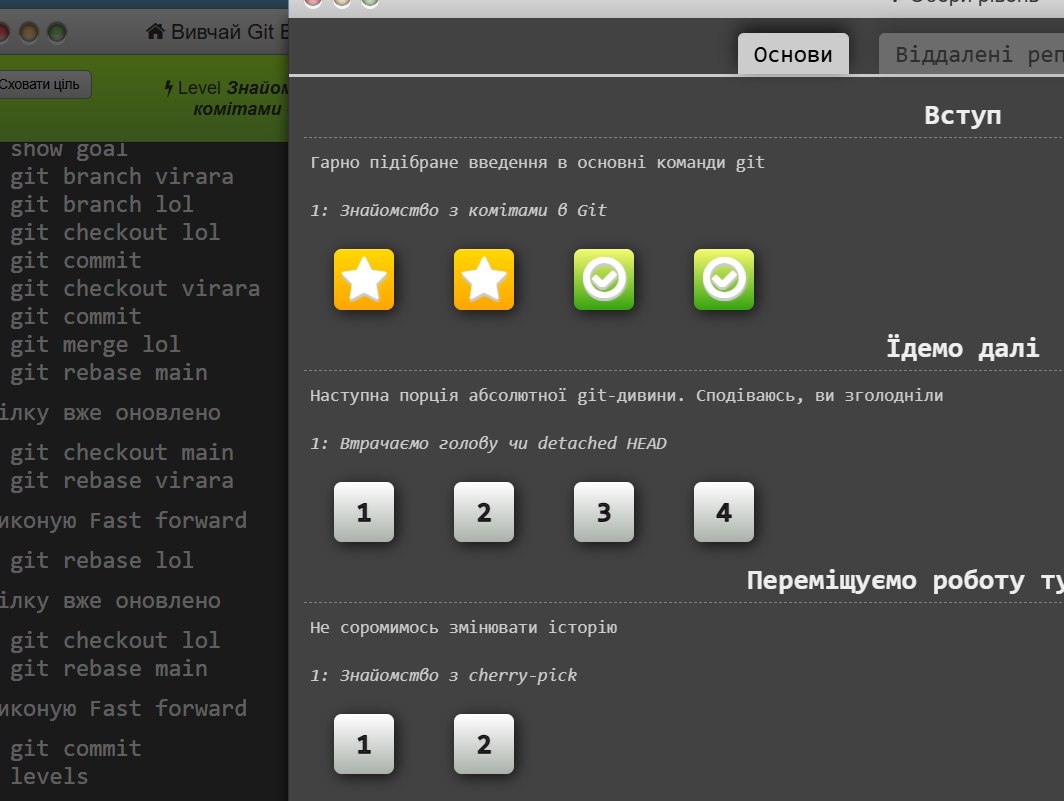 Вивчай Git
Сховати ціль
Level Знайом
комітами
show goal
git branch virara
git branch lol
git checkout lol
git commit
git checkout virara
git commit
git merge lol
git rebase main
ілку вже оновлено
git checkout main
git rebase virara
иконую Fast forward
git rebase lol
ілку вже оновлено
git checkout lol
git rebase main
иконую Fast forward
git commit
levels
Основи
Віддалені реп
Вступ
Гарно підібране введення в основні команди git
1: Знайомство з комітами в Git
Їдемо далі
Наступна порція абсолютної git-дивини. Сподіваюсь, ви зголодніли
1: Втрачаємо голову чи detached HEAD
1 2 3 4
Переміщуємо роботу ту
Не соромимось змінювати історію
1: Знайомство з cherry-pick
1 2